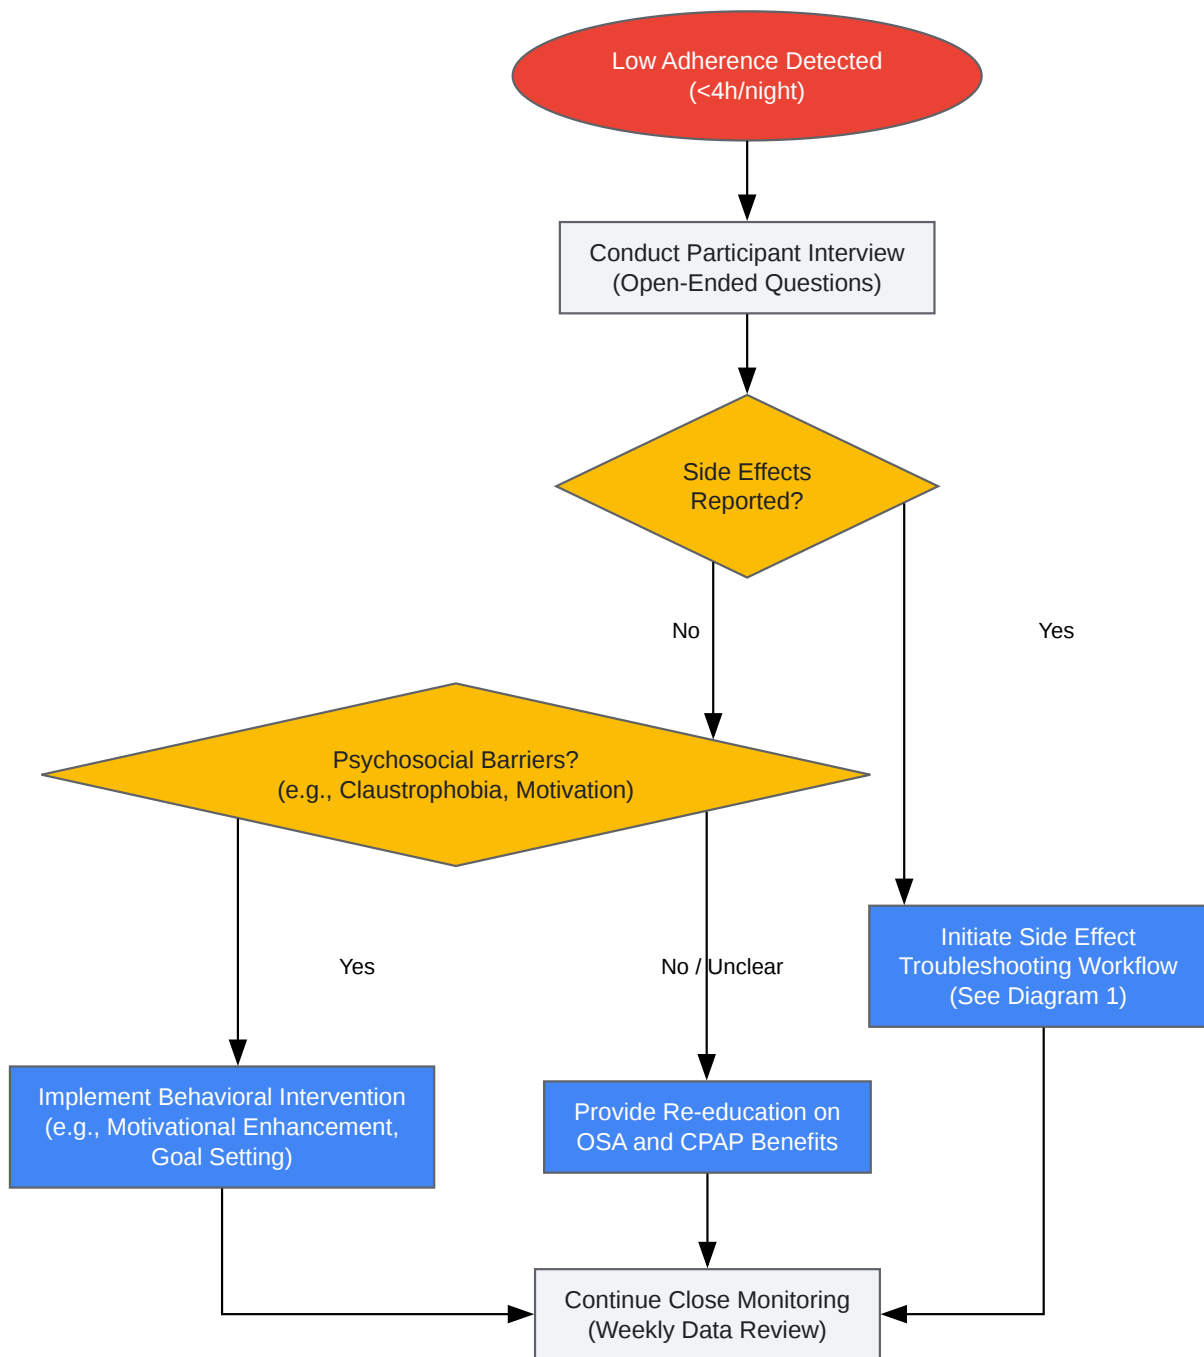 Low Adherence Detected
(<4h/night)
Conduct Participant Interview
(Open-Ended Questions)
Side Effects
Reported?
No
Yes
Psychosocial Barriers?
(e.g., Claustrophobia, Motivation)
Yes
No / Unclear
Initiate Side Effect
Troubleshooting Workflow
(See Diagram 1)
Implement Behavioral Intervention
(e.g., Motivational Enhancement,
Goal Setting)
Provide Re-education on
OSA and CPAP Benefits
Continue Close Monitoring
(Weekly Data Review)